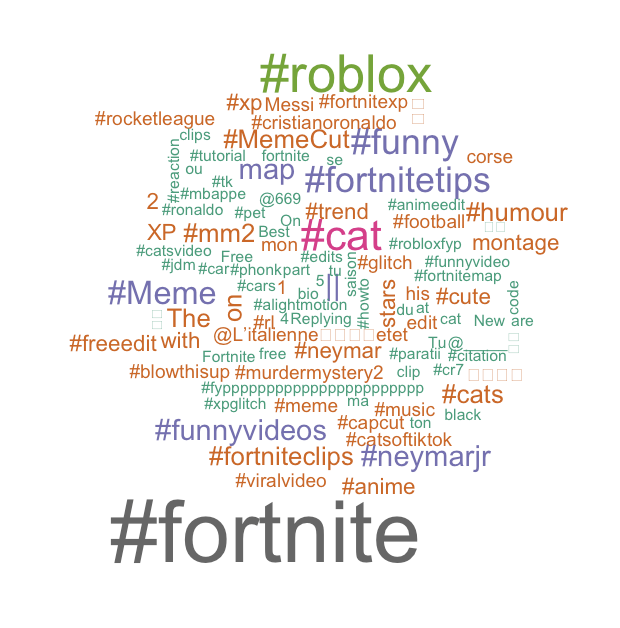 #roblox
#xp Messi #fortnitexp
#rocketleague #cristianoronaldo
clips #MemeCut #funny
#reaction #tutorial fortnite se corse
ou map #fortnitetips
#tk
2 #mbappe @669 #animeedit
#ronaldo #pet On #trend #football #humour
XP #mm2 Best #cat #robloxfyp montage
mon
#catsvideo Free #edits #glitch #funnyvideo
#jdm #car #phonk part tu saison #fortnitemap
#Meme on #cars 1 5 || stars his #cute code
bio
#alightmotion #howto du at
The #rl 4 Replying edit cat New are
#freeedit with @L'italienne etet Tu @_____
Fortnite free #neymar #paratii #citation
#blowthisup #murdermystery2 clip #cr7
#fypppppppppppppppppppppppp #cats
#xpglitch #meme ma #music black
#funnyvideos #capcut ton
#catsoftiktok
#fortniteclips #neymarjr
#viralvideo #anime
#fortnite